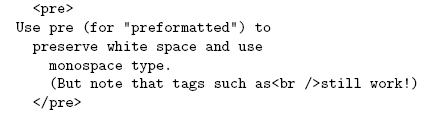 <pre>
Use pre (for "preformatted") to
preserve white space and use
monospace type.
(But note that tags such as<br />still work!)
</pre>